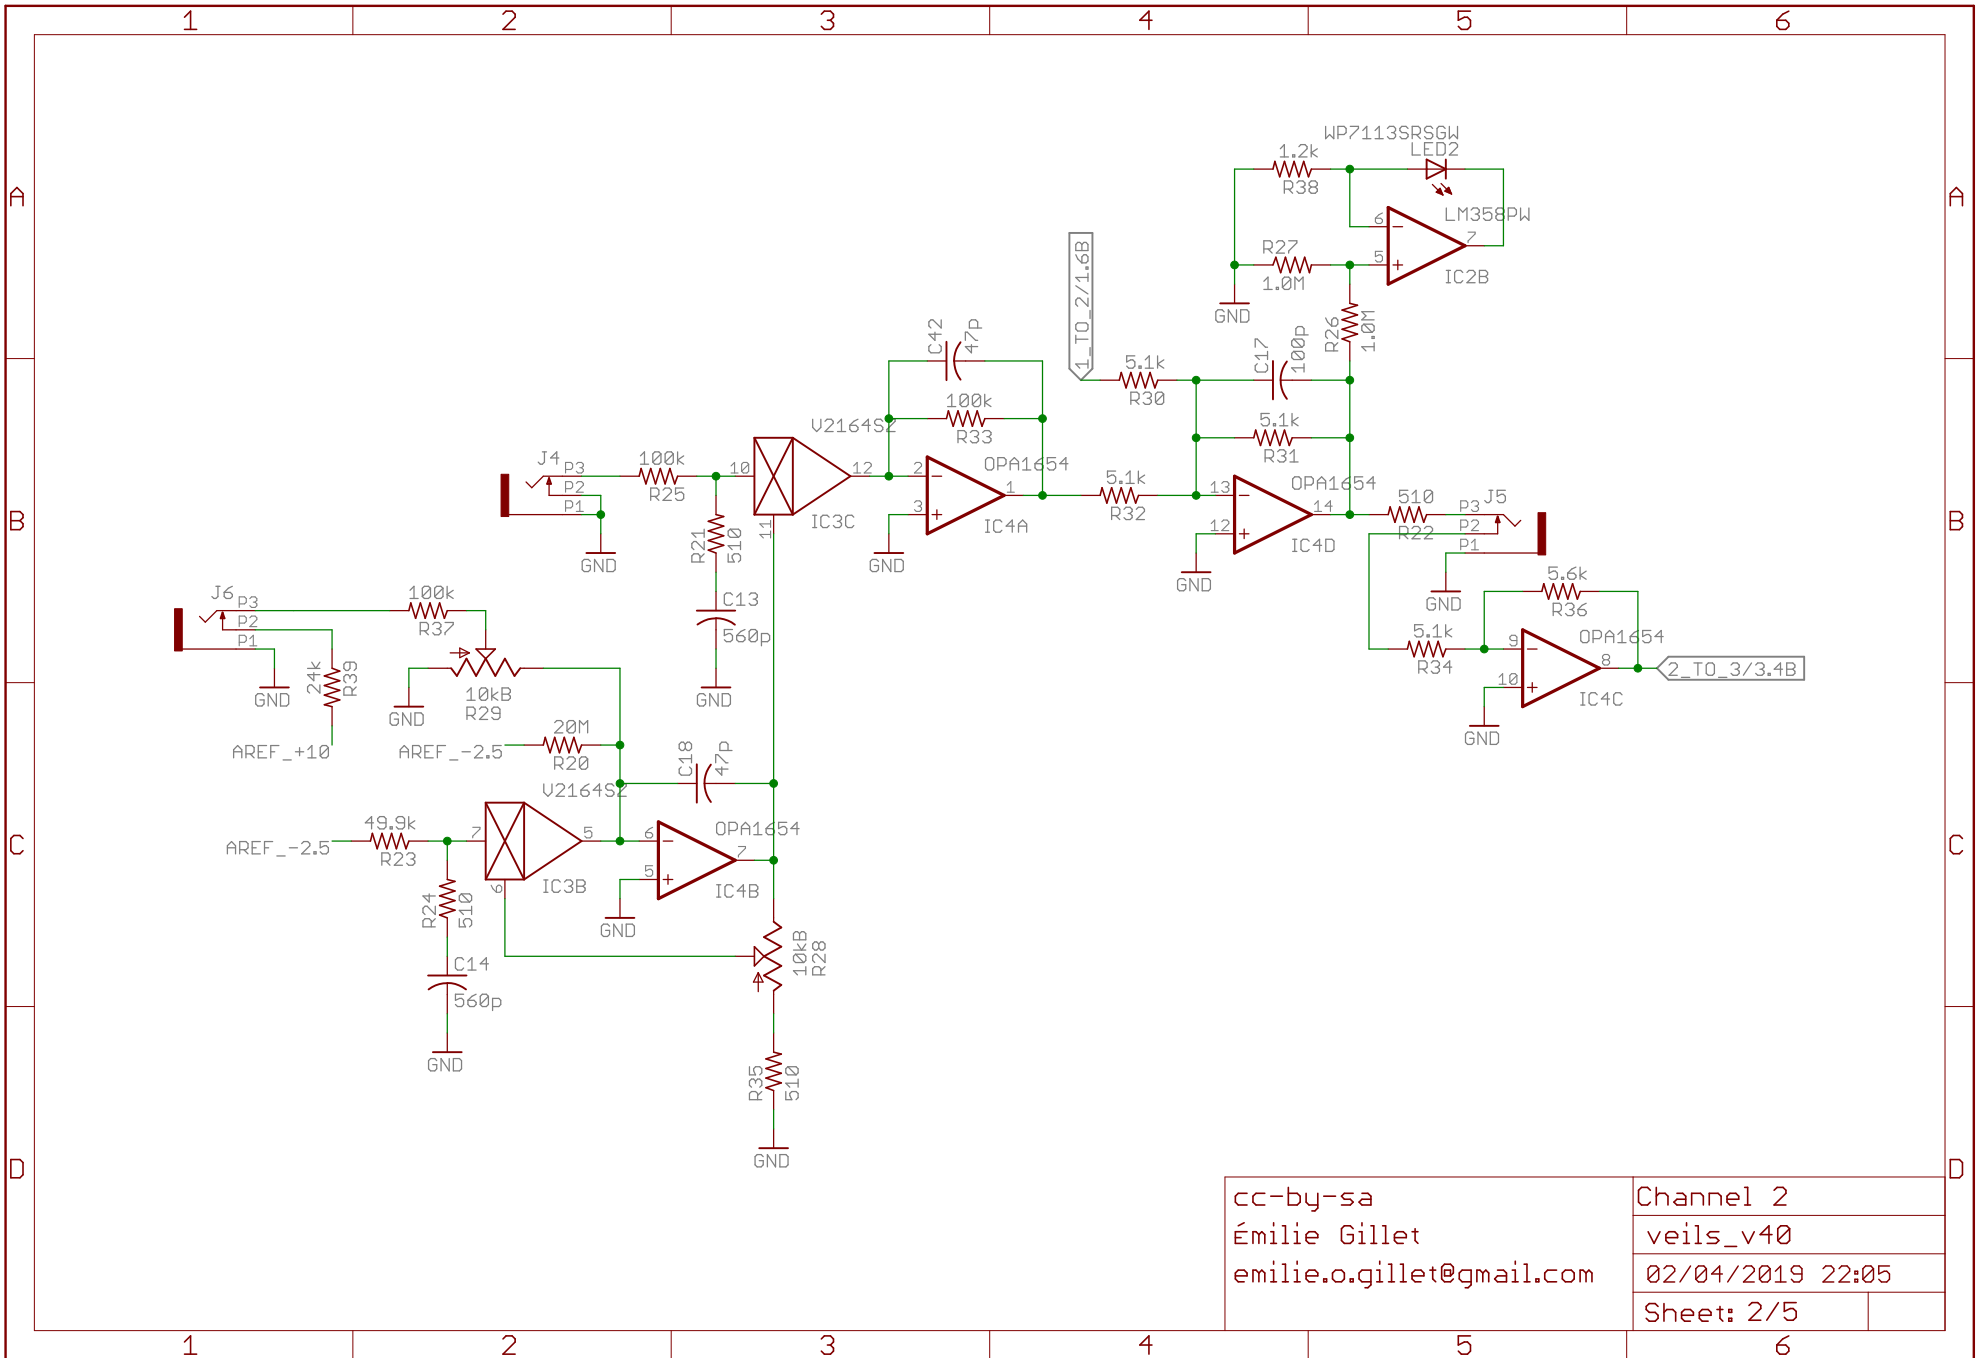 1 2 3 4 5 6
A A
WP7113SRSGW
LED2
1.2k
R38
LM358PW
6
7
5
IC2B
R27
1.0M
GND
R26
1.0M
1_TO_2/1.6B
C42
47p
C17
100p
5.1k
R30
100k
R33
5.1k
R31
V2164SZ
J4
P3
P2
P1
GND
100k
R25
10
12
11
IC3C
2
3
1
OPA1654
IC4A
GND
5.1k
R32
13
12
14
OPA1654
IC4D
GND
510
R22
J5
P3
P2
P1
GND
B B
R21
510
C13
560p
GND
5.6k
R36
5.1k
R34
9
10
8
OPA1654
IC4C
GND
2_TO_3/3.4B
J6
P3
P2
P1
GND
24k
R39
AREF_+10
100k
R37
10kB
R29
GND
AREF_-2.5
20M
R20
C18
47p
V2164SZ
C C
AREF_-2.5
49.9k
R23
7
5
6
IC3B
6
5
7
OPA1654
IC4B
GND
R24
510
C14
560p
GND
10kB
R28
R35
510
GND
D D
cc-by-sa
Émilie Gillet
emilie.o.gillet@gmail.com
Channel 2
veils_v40
02/04/2019 22:05
Sheet: 2/5
1 2 3 4 5 6